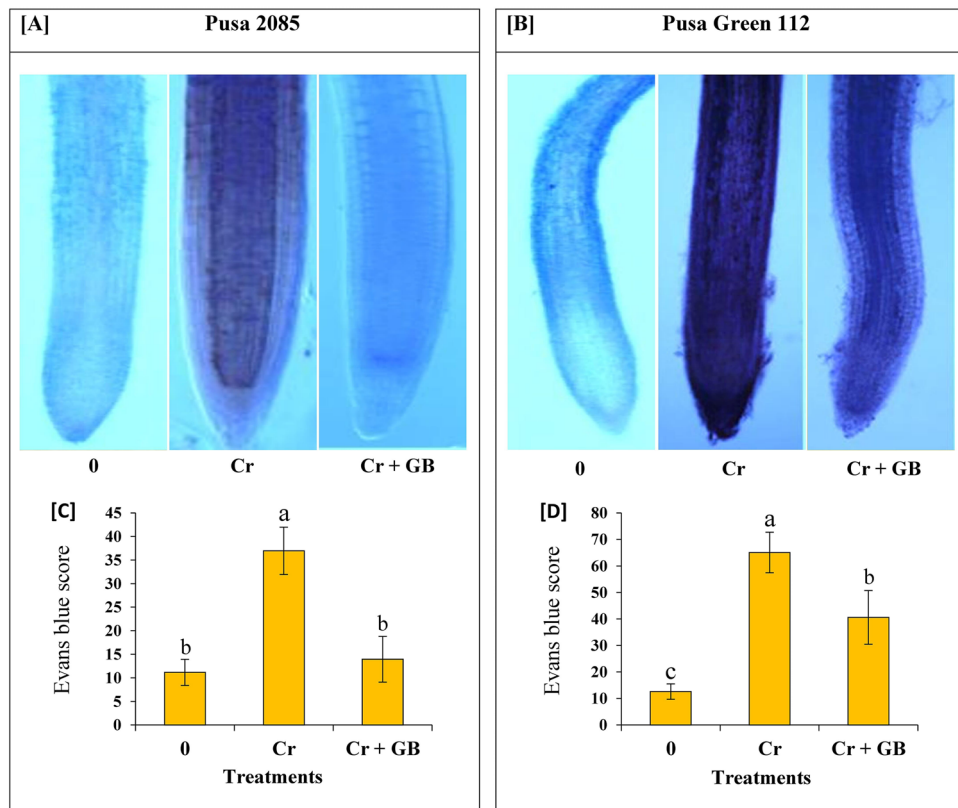 [A] Pusa 2085
0 Cr Cr + GB
[C]
Evans blue score
45
40
35
30
25
20
15
10
5
0
b
a
b
0 Cr Cr + GB
Treatments
[B] Pusa Green 112
0 Cr Cr + GB
[D]
Evans blue score
80
70
60
50
40
30
20
10
0
c
a
b
0 Cr Cr + GB
Treatments